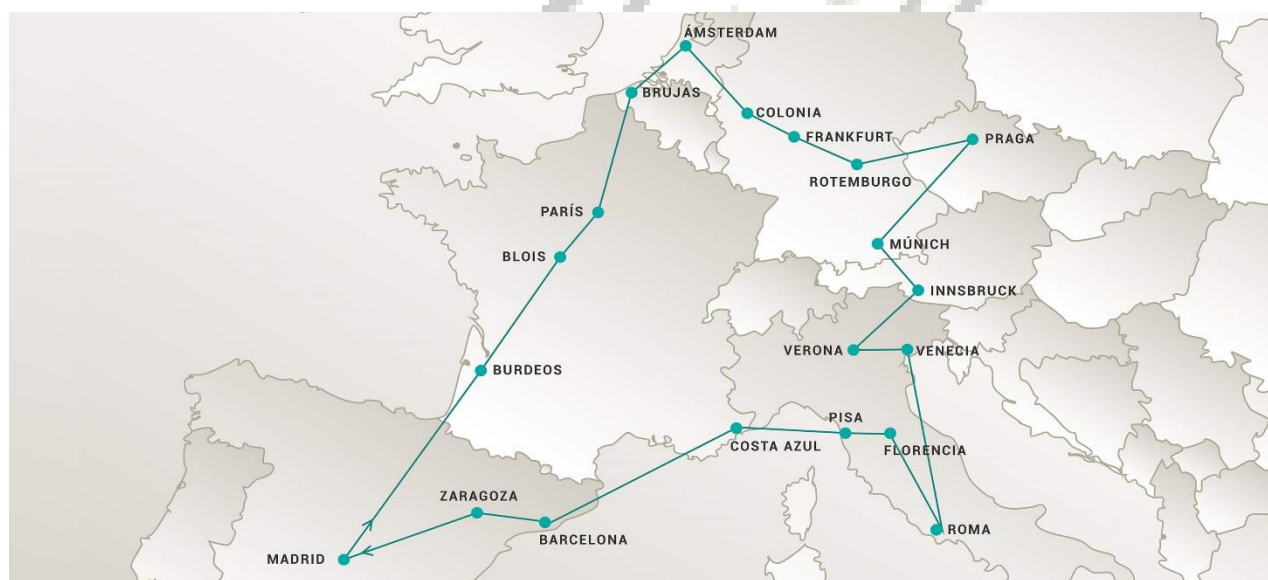 ÁMSTERDAM
BRUJAS
COLONIA
FRANKFURT
PRAGA
ROTEMBURGO
PARÍS
MÚNICH
BLOIS
INNSBRUCK
VERONA
VENECIA
BURDEOS
PISA
COSTA AZUL
FLORENCIA
ZARAGOZA
BARCELONA
ROMA
MADRID